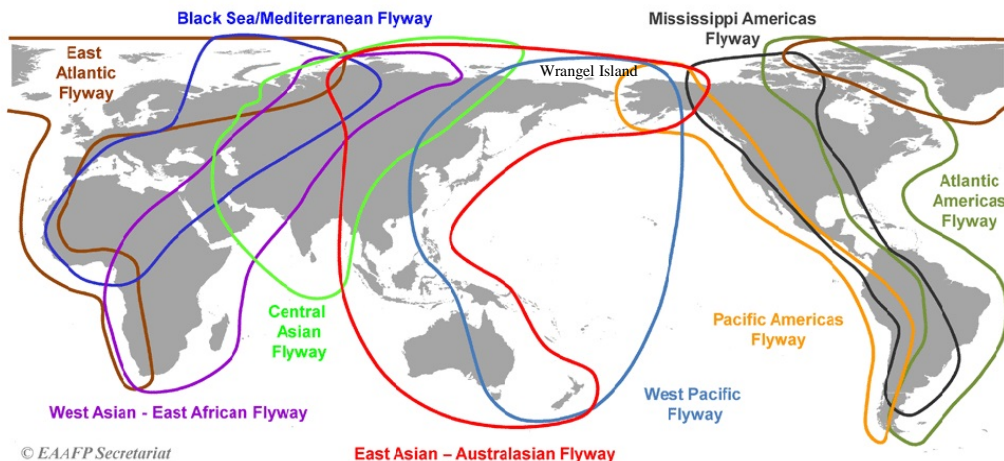 Black Sea/Mediterranean Flyway
Mississippi Americas
Flyway
East
Atlantic
Flyway
Wrangel Island
Atlantic
Americas
Flyway
Central
Asian
Flyway
Pacific Americas
Flyway
West Asian - East African Flyway
West Pacific
Flyway
© EAAFP Secretariat
East Asian – Australasian Flyway